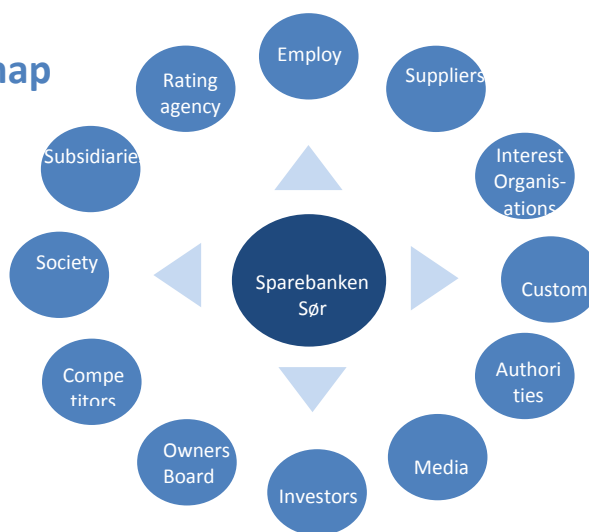 map
Employ
Rating
agency
Suppliers
Subsidiarie
Interest
Organis-
ations
Society
Sparebanken
Sør
Custom
Compe
titors
Authori
ties
Owners
Board
Media
Investors